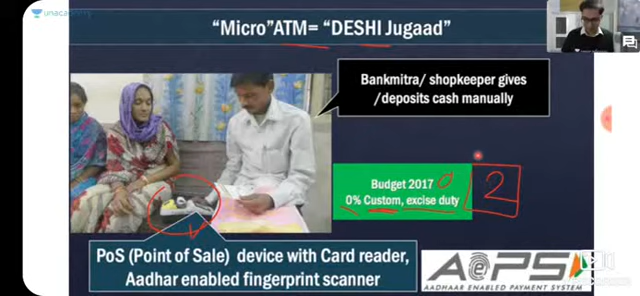 unacademy
“Micro”ATM= “DESHI Jugaad”
Bankmitra/ shopkeeper gives
/deposits cash manually
Budget 2017 0
0% Custom, excise duty
2
PoS (Point of Sale) device with Card reader,
Aadhar enabled fingerprint scanner
AePS
AADHAAR ENABLED PAYMENT SYSTEM